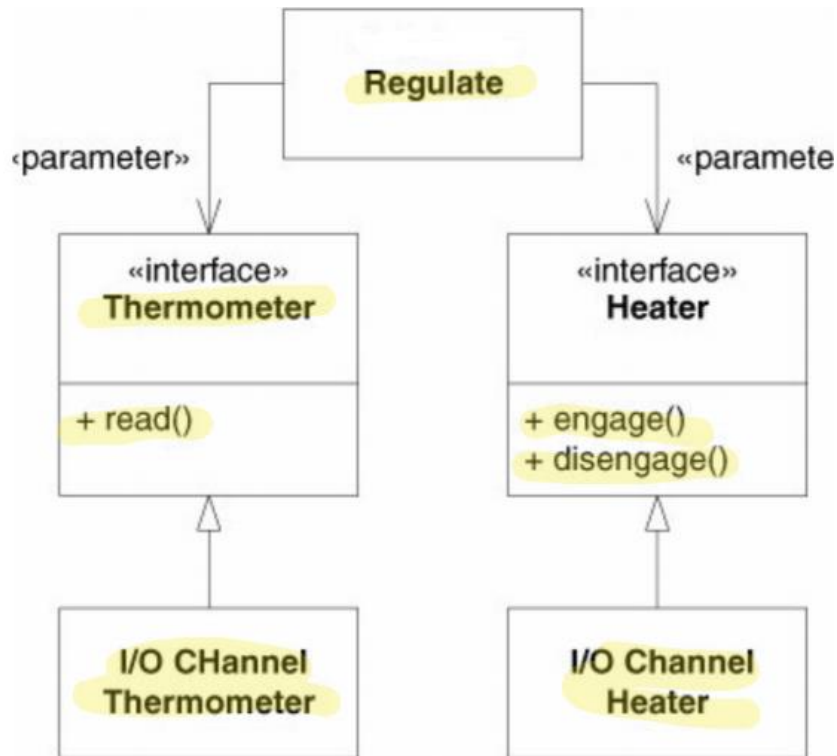 Regulate
‹parameter»
«paramete
«interface»
Thermometer
«interface»
Heater
+ read()
+ engage()
+ disengage()
I/O CHannel
Thermometer
I/O Channel
Heater